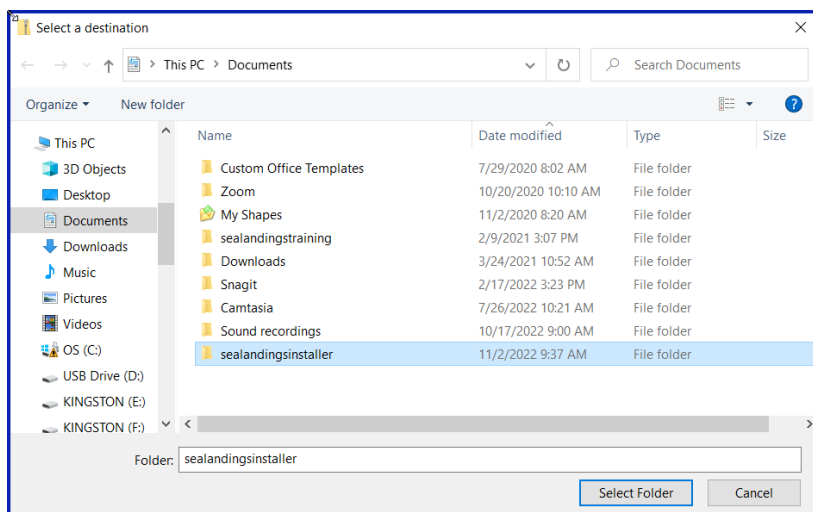 Select a destination
This PC > Documents
Search Documents
Organize
New folder
?
Name Date modified Type Size
This PC
3D Objects
Desktop
Documents
Downloads
Music
Pictures
Videos
OS (C:)
USB Drive (D:)
KINGSTON (E:)
KINGSTON (F:)
Custom Office Templates 7/29/2020 8:02 AM File folder
Zoom 10/20/2020 10:10 AM File folder
My Shapes 11/2/2020 8:20 AM File folder
sealandingstraining 2/9/2021 3:07 PM File folder
Downloads 3/24/2021 10:52 AM File folder
Snagit 2/17/2022 3:23 PM File folder
Camtasia 7/26/2022 10:21 AM File folder
Sound recordings 10/17/2022 9:00 AM File folder
sealandingsinstaller 11/2/2022 9:37 AM File folder
Folder: sealandingsinstaller
Select Folder Cancel